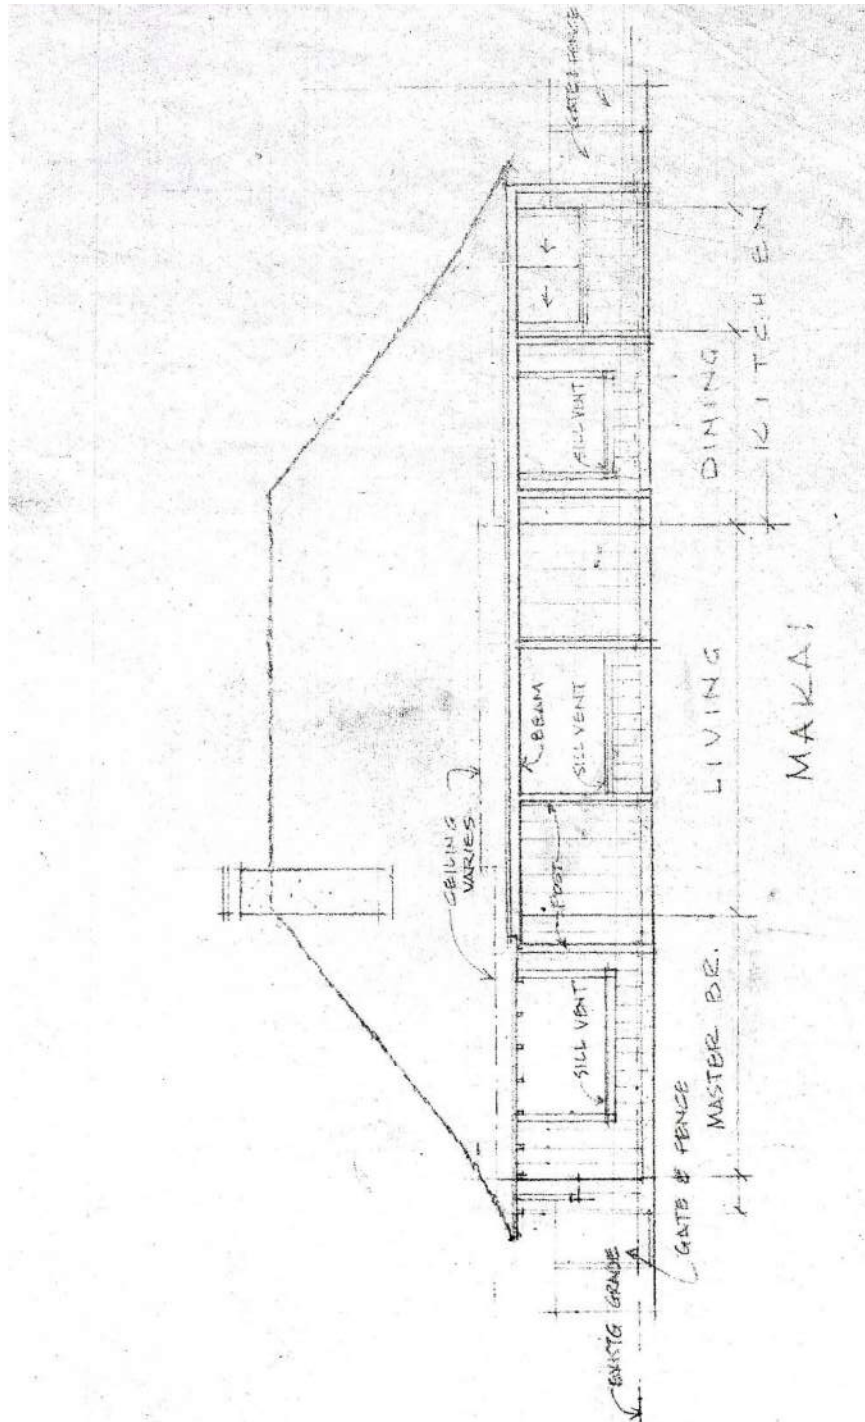 CEILING
VARIES
GATE & FENCE
BEAM
POST
SILL VENT
SILL VENT
SILL VENT
EXIST'G GRADE
GATE & FENCE
MASTER BR.
LIVING
DINING
KITCHEN
MAKAI